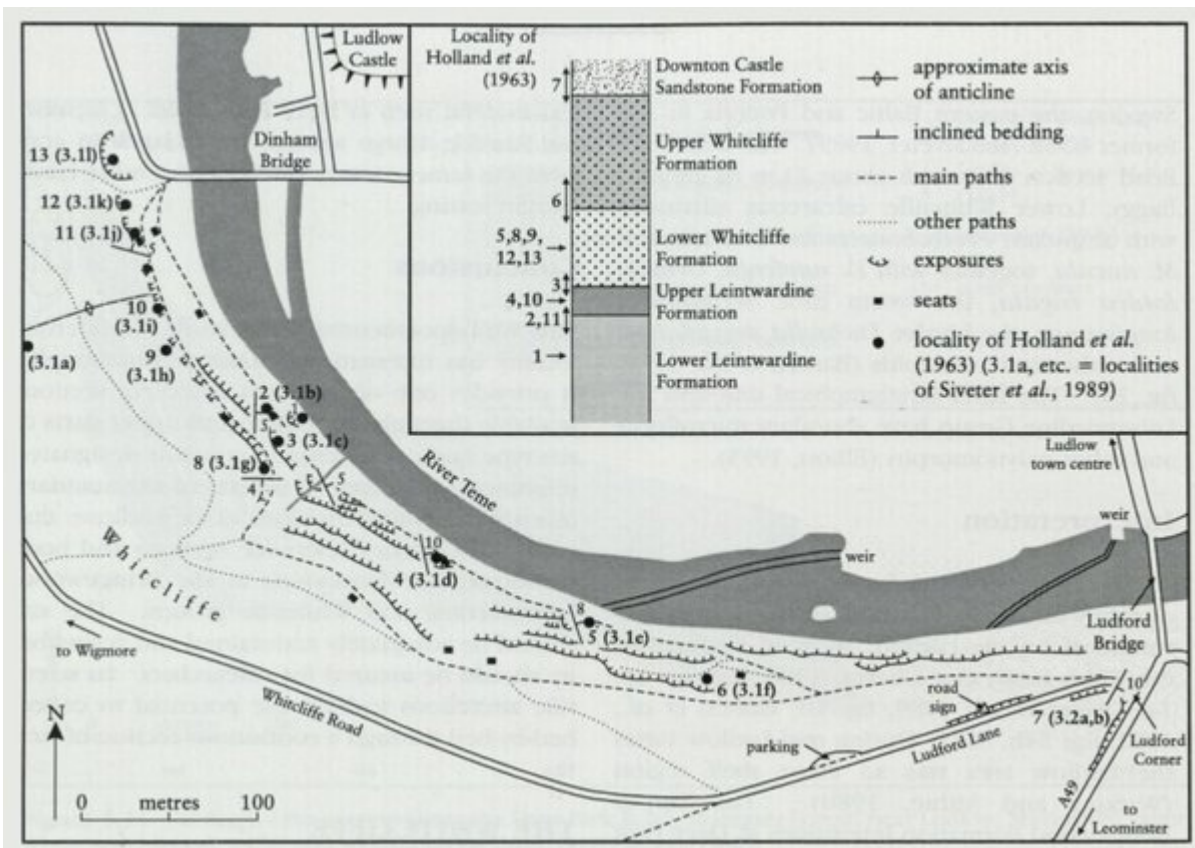 Ludlow
Castle
Dinham
Bridge
13 (3.1l)
12 (3.1k)
11 (3.1j)
10
(3.1i)
(3.1a)
9
(3.1h)
2 (3.1b)
3 (3.1c)
8 (3.1g)
4
5
River Teme
10
4 (3.1d)
8
5 (3.1e)
6 (3.1f)
weir
weir
Ludlow
town centre
Ludford
Bridge
Whitcliffe
to Wigmore
Whitcliffe Road
road
sign
Ludford Lane
parking
10
7 (3.2a,b)
Ludford
Corner
A49
to
Leominster
N
0 metres 100
Locality of
Holland et al.
(1963)
7
6
5,8,9,
12,13
3
4,10
2,11
1
Downton Castle
Sandstone Formation
Upper Whitcliffe
Formation
Lower Whitcliffe
Formation
Upper Leintwardine
Formation
Lower Leintwardine
Formation
approximate axis
of anticline
inclined bedding
main paths
other paths
exposures
seats
locality of Holland et al.
(1963) (3.1a, etc. = localities
of Siveter et al., 1989)